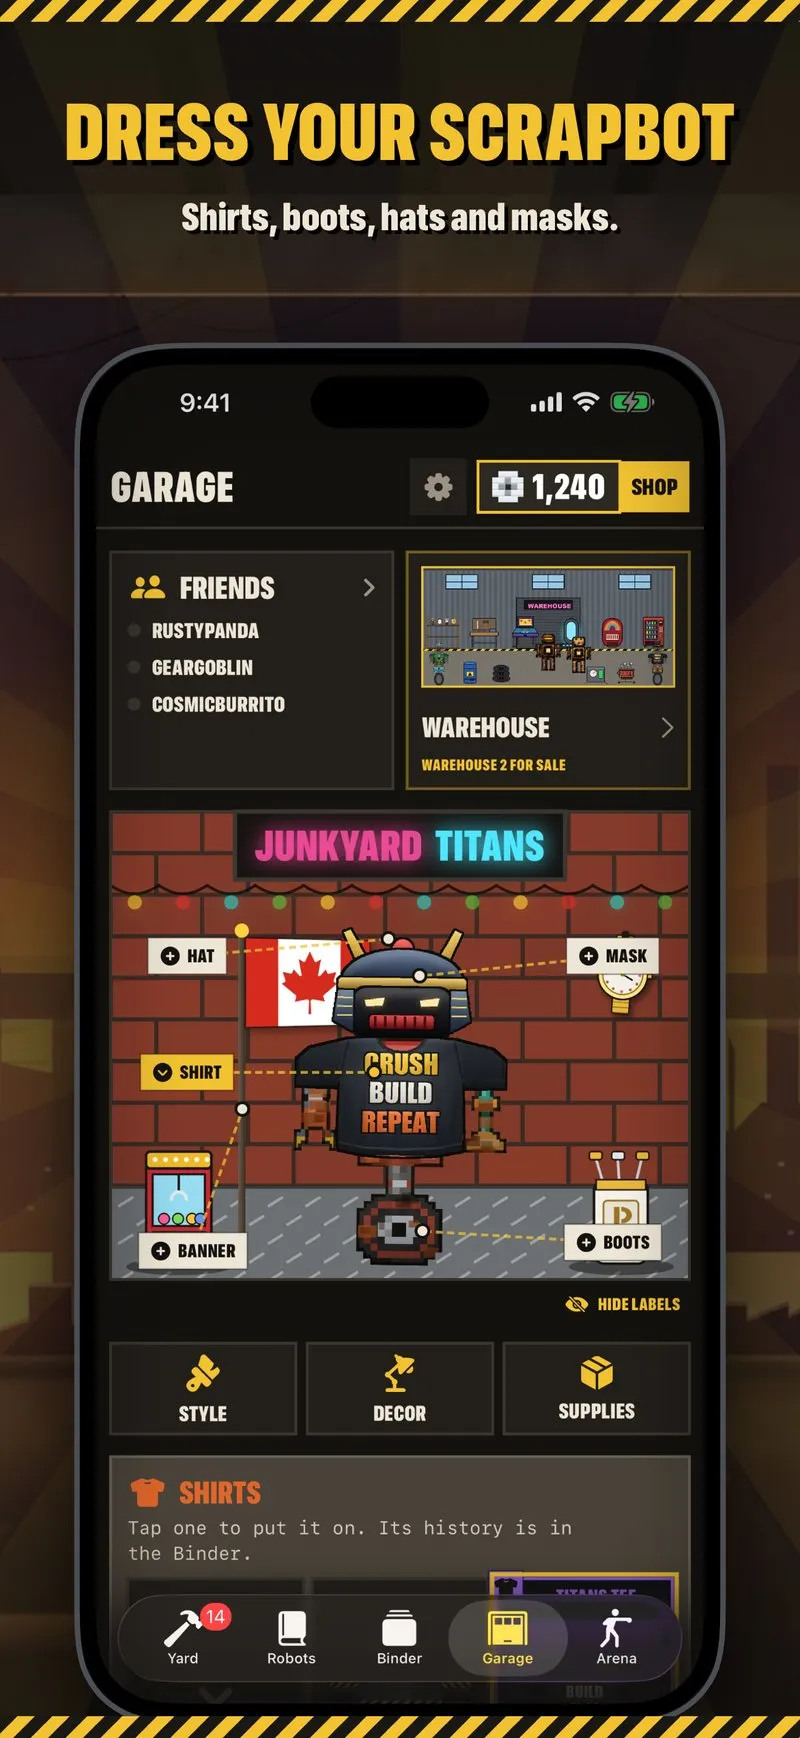 DRESS YOUR SCRAPBOT
Shirts, boots, hats and masks.
9:41
GARAGE
1,240
SHOP
FRIENDS
RUSTYPANDA
GEARGOBLIN
COSMICBURRITO
WAREHOUSE
WAREHOUSE
WAREHOUSE 2 FOR SALE
JUNKYARD TITANS
HAT
MASK
SHIRT
CRUSH
BUILD
REPEAT
BANNER
BOOTS
HIDE LABELS
STYLE
DECOR
SUPPLIES
SHIRTS
Tap one to put it on. Its history is in
the Binder.
TITANS TEE
14
Yard
Robots
Binder
Garage
Arena
BUILD